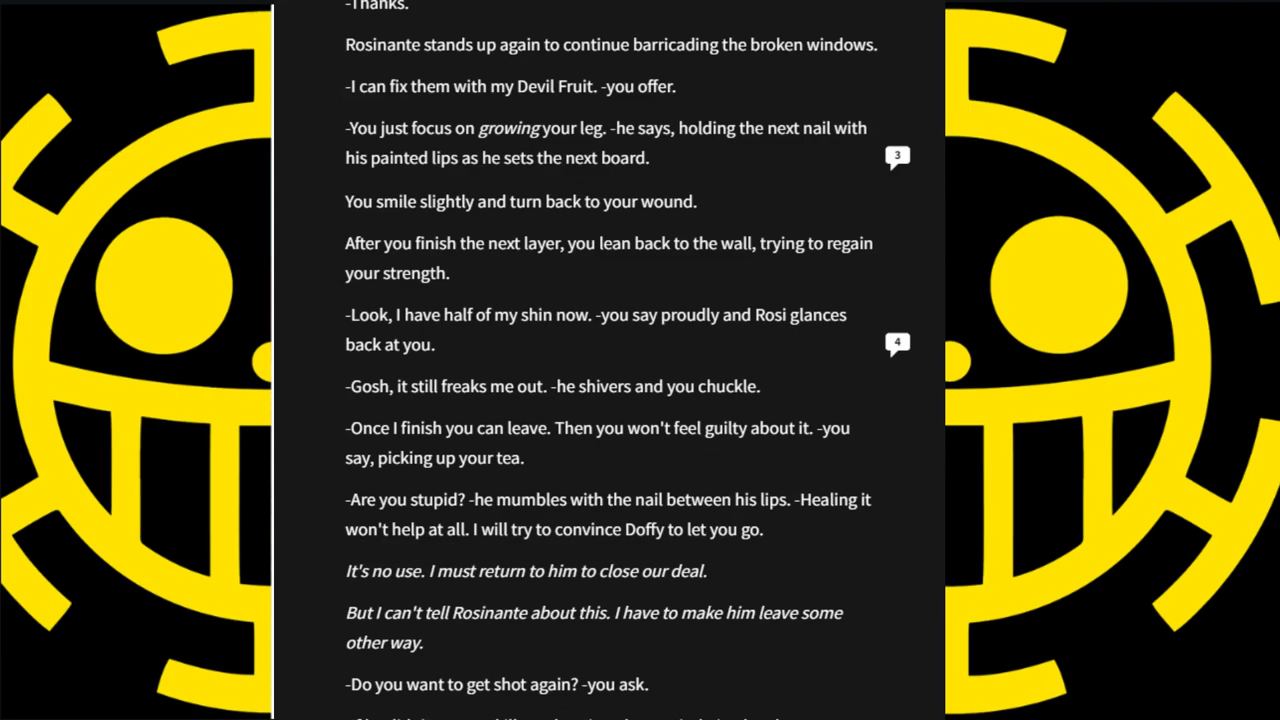 -Thanks.
Rosinante stands up again to continue barricading the broken windows.
-I can fix them with my Devil Fruit. -you offer.
-You just focus on growing your leg. -he says, holding the next nail with
his painted lips as he sets the next board.
3
You smile slightly and turn back to your wound.
After you finish the next layer, you lean back to the wall, trying to regain
your strength.
-Look, I have half of my shin now. -you say proudly and Rosi glances
back at you.
4
-Gosh, it still freaks me out. -he shivers and you chuckle.
-Once I finish you can leave. Then you won't feel guilty about it. -you
say, picking up your tea.
-Are you stupid? -he mumbles with the nail between his lips. -Healing it
won't help at all. I will try to convince Doffy to let you go.
It's no use. I must return to him to close our deal.
But I can't tell Rosinante about this. I have to make him leave some
other way.
-Do you want to get shot again? -you ask.